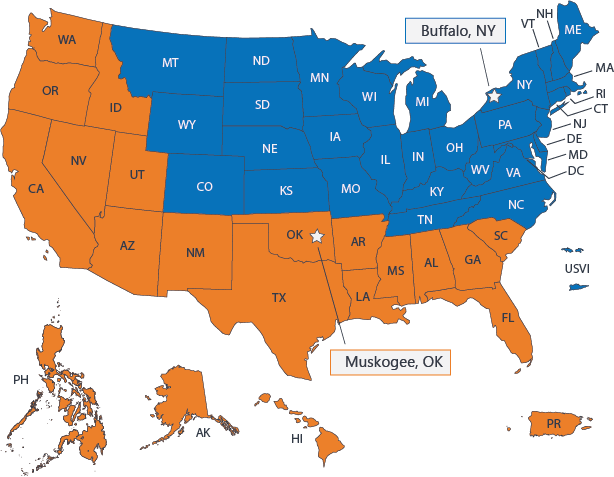 NH
Buffalo, NY
VT
ME
WA
MT
ND
MN
OR
ID
SD
WI
MI
NY
MA
RI
CT
WY
IA
PA
NJ
NE
IL
IN
OH
DE
MD
NV
UT
CO
KS
MO
WV
VA
DC
CA
KY
NC
TN
AZ
NM
OK
AR
SC
MS
AL
GA
USVI
TX
LA
FL
Muskogee, OK
PH
AK
HI
PR